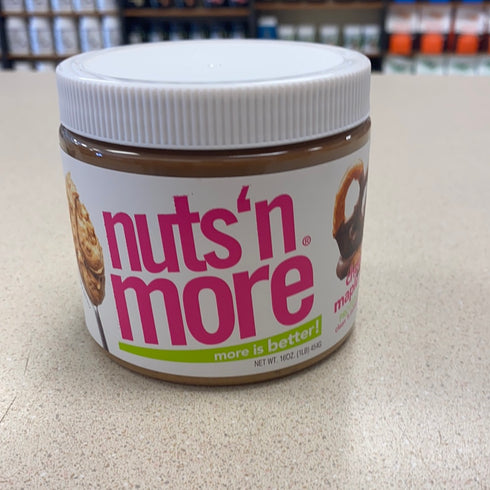 nuts'n
more®
more is better!
NET WT. 16OZ. (1LB) 454G